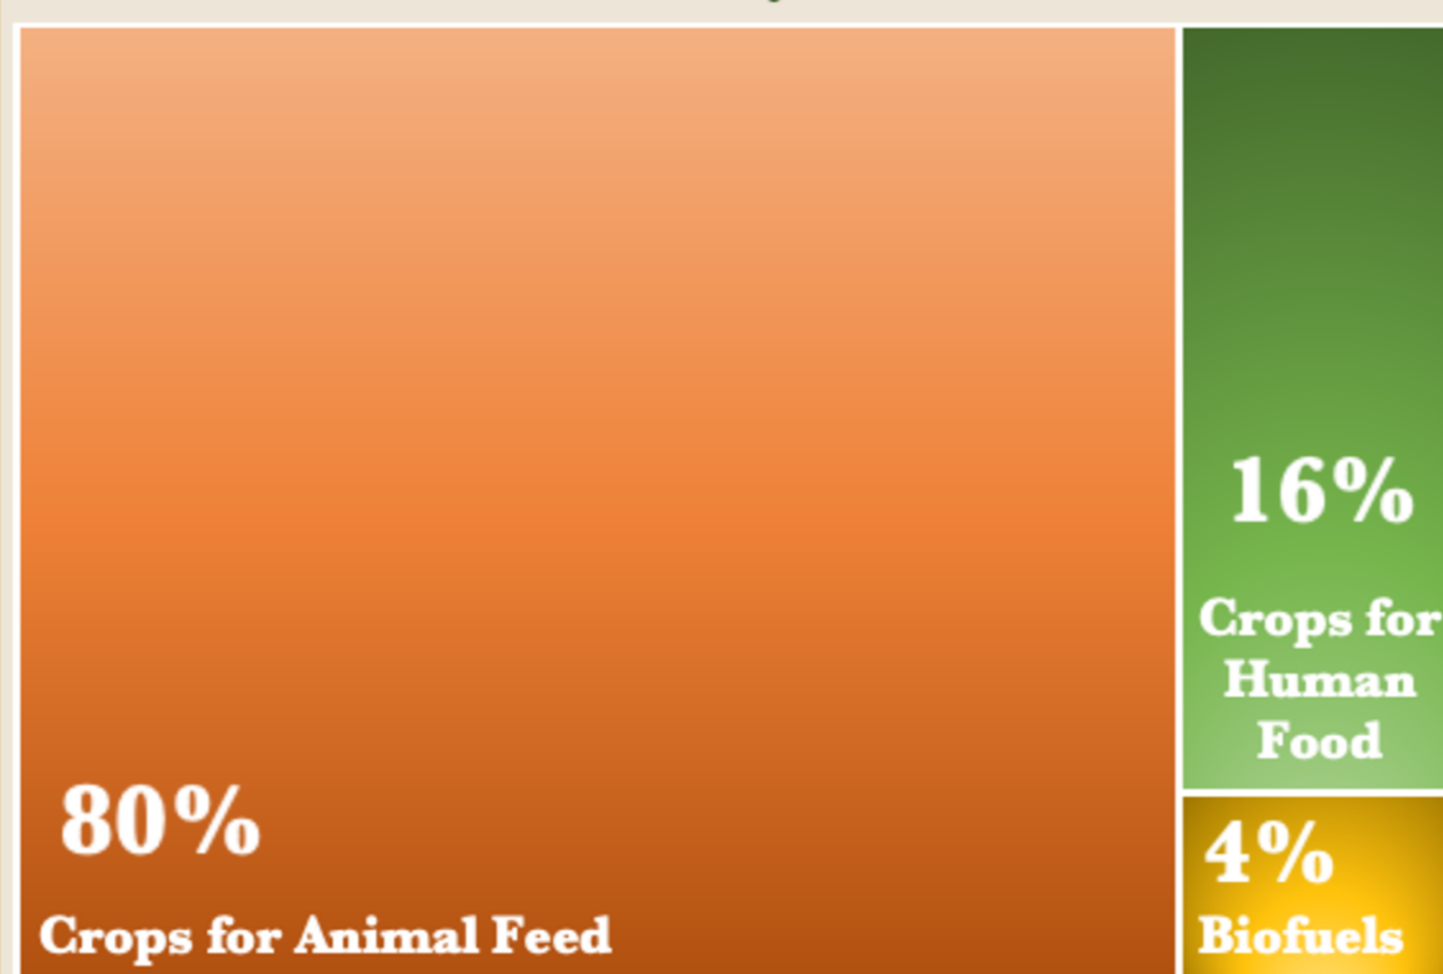 80%
Crops for Animal Feed
16%
Crops for
Human
Food
4%
Biofuels